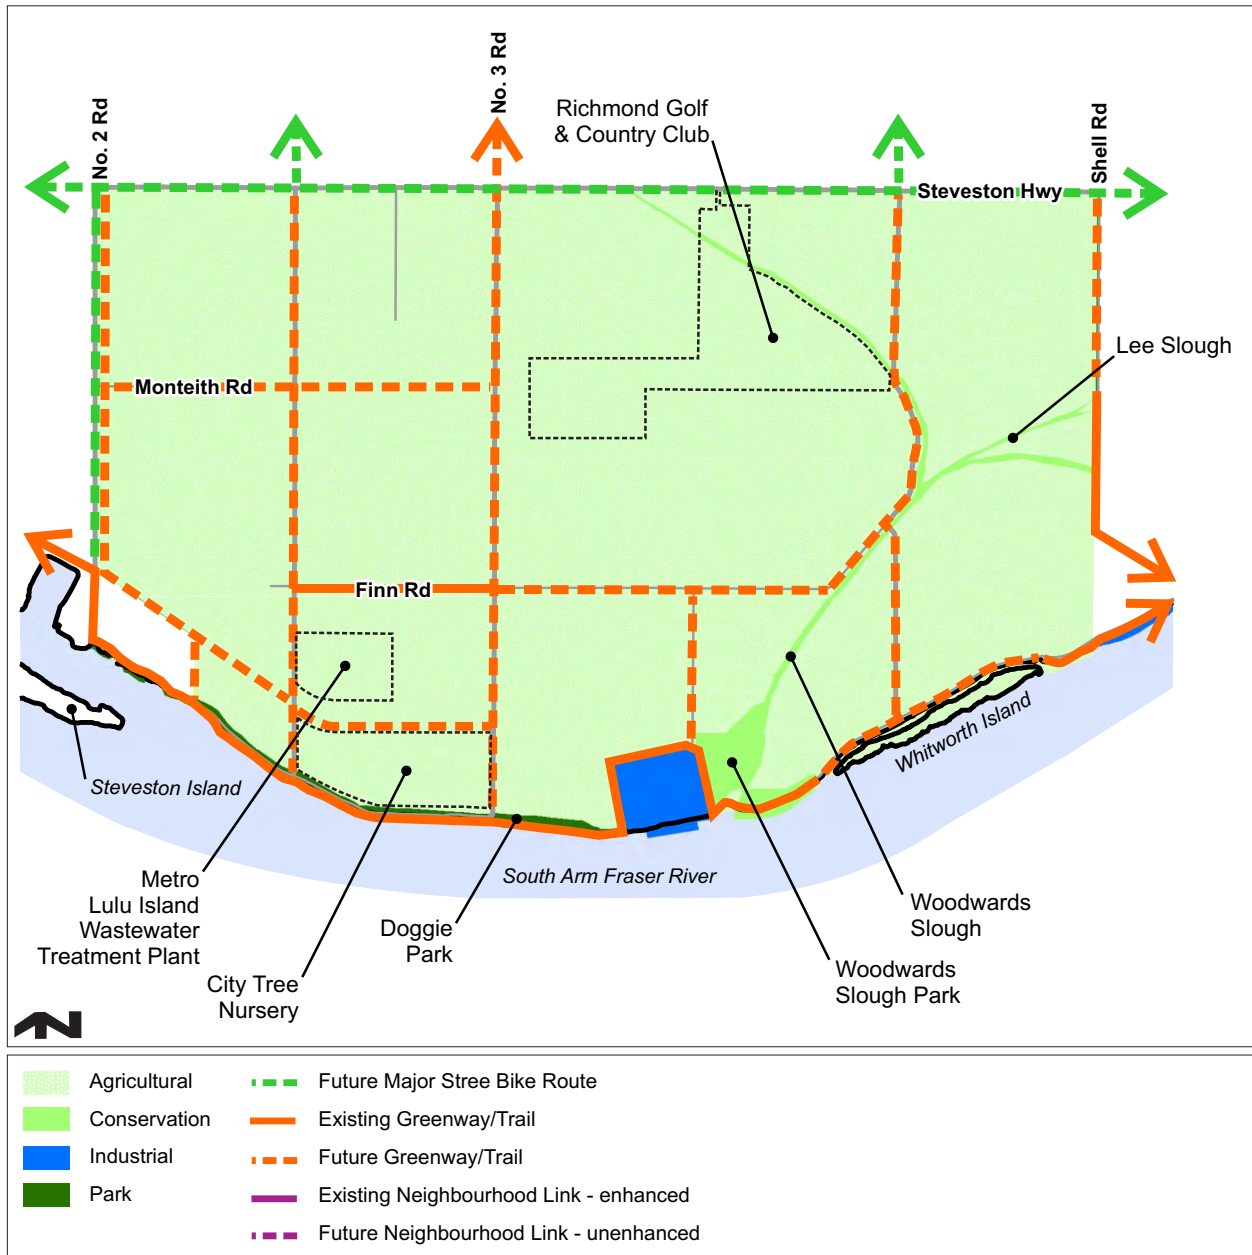 No. 2 Rd
No. 3 Rd
Richmond Golf
& Country Club
Shell Rd
Steveston Hwy
Lee Slough
Monteith Rd
Finn Rd
Whitworth Island
Steveston Island
South Arm Fraser River
Metro
Lulu Island
Wastewater
Treatment Plant
City Tree
Nursery
Doggie
Park
Woodwards
Slough
Woodwards
Slough Park
N
Agricultural
Conservation
Industrial
Park
Future Major Stree Bike Route
Existing Greenway/Trail
Future Greenway/Trail
Existing Neighbourhood Link - enhanced
Future Neighbourhood Link - unenhanced